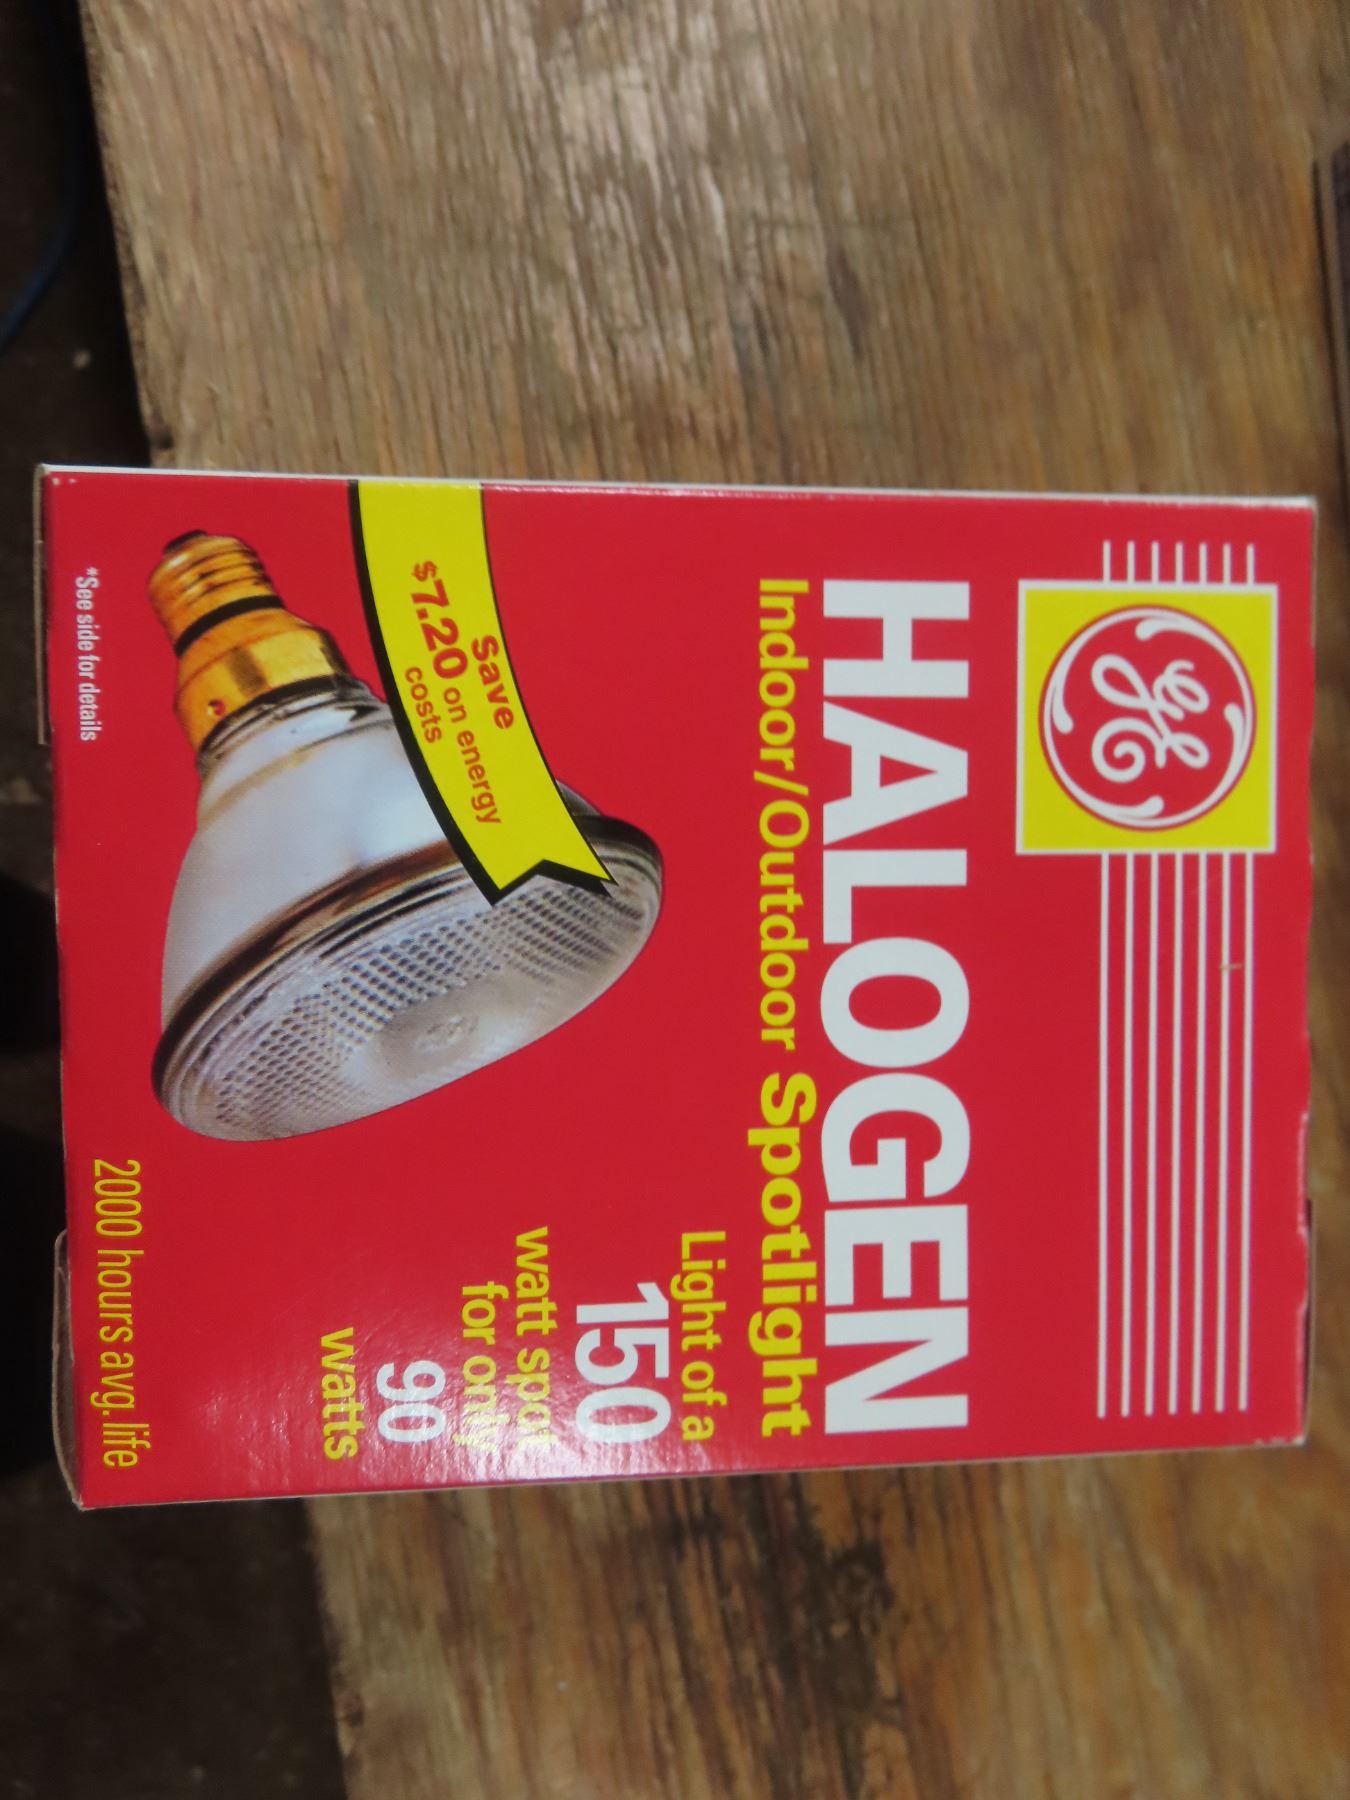 GE
HALOGEN
Indoor/Outdoor Spotlight
Light of a
150
watt spot
for only
90
watts
Save
$7.20 on energy
costs
*See side for details
2000 hours avg. life